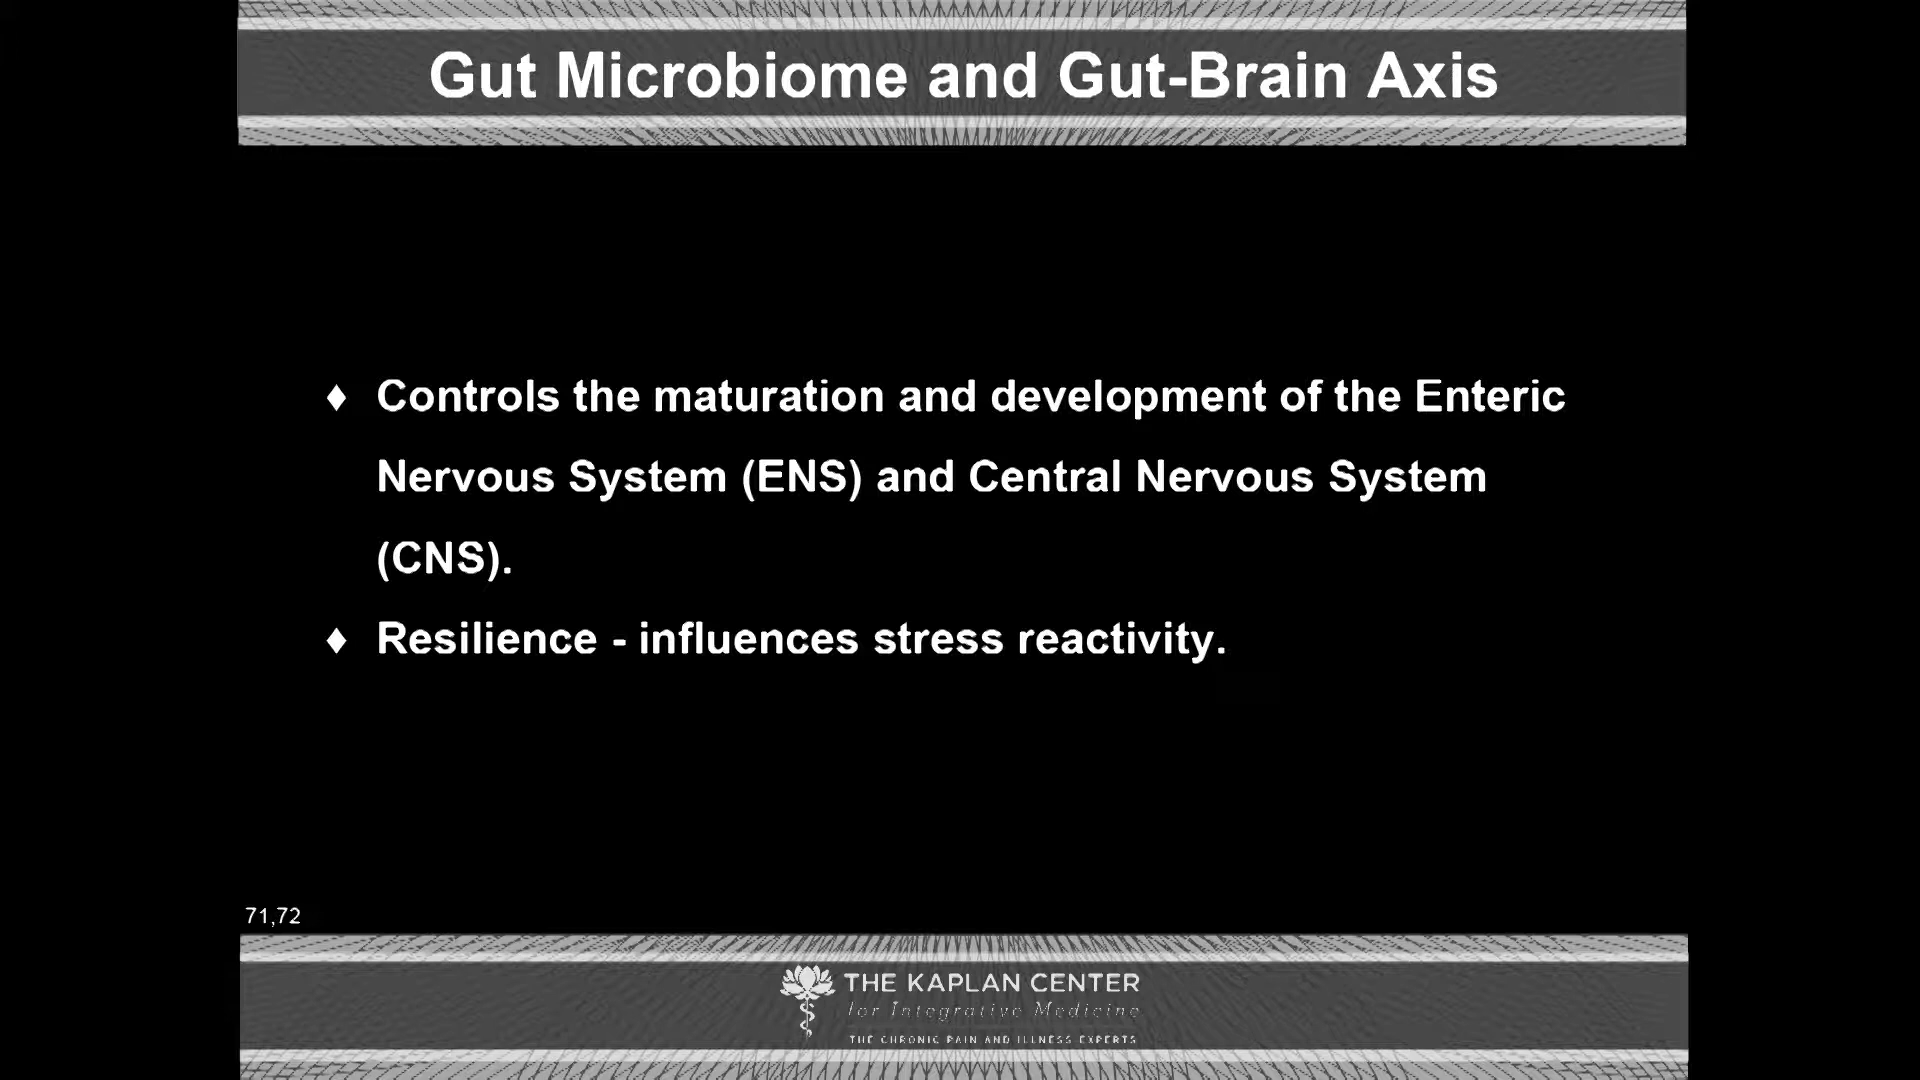 Gut Microbiome and Gut-Brain Axis
♦ Controls the maturation and development of the Enteric
Nervous System (ENS) and Central Nervous System
(CNS).
♦ Resilience - influences stress reactivity.
71,72
THE KAPLAN CENTER
for Integrative Medicine
THE CHRONIC PAIN AND ILLNESS EXPERTS